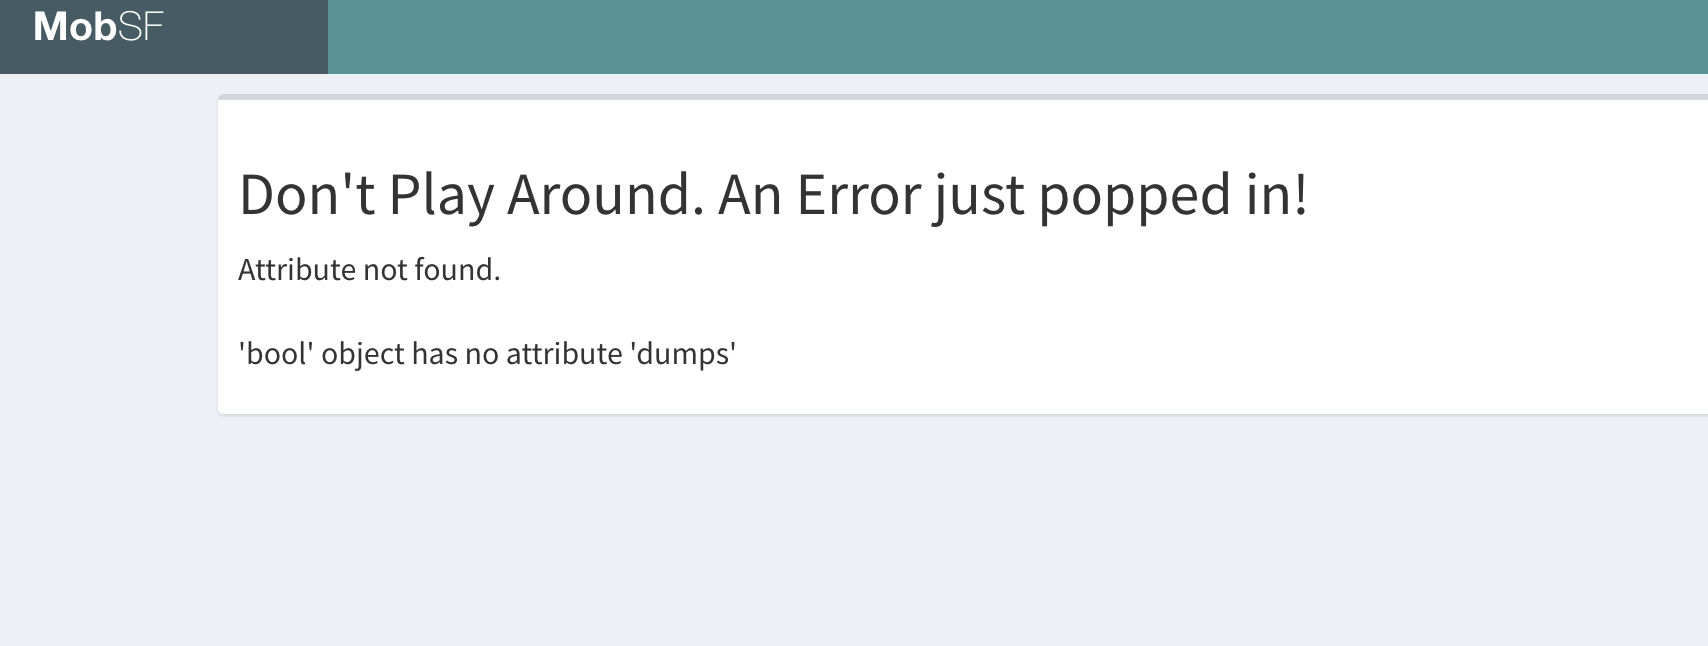 MobSF
Don't Play Around. An Error just popped in!
Attribute not found.
'bool' object has no attribute 'dumps'